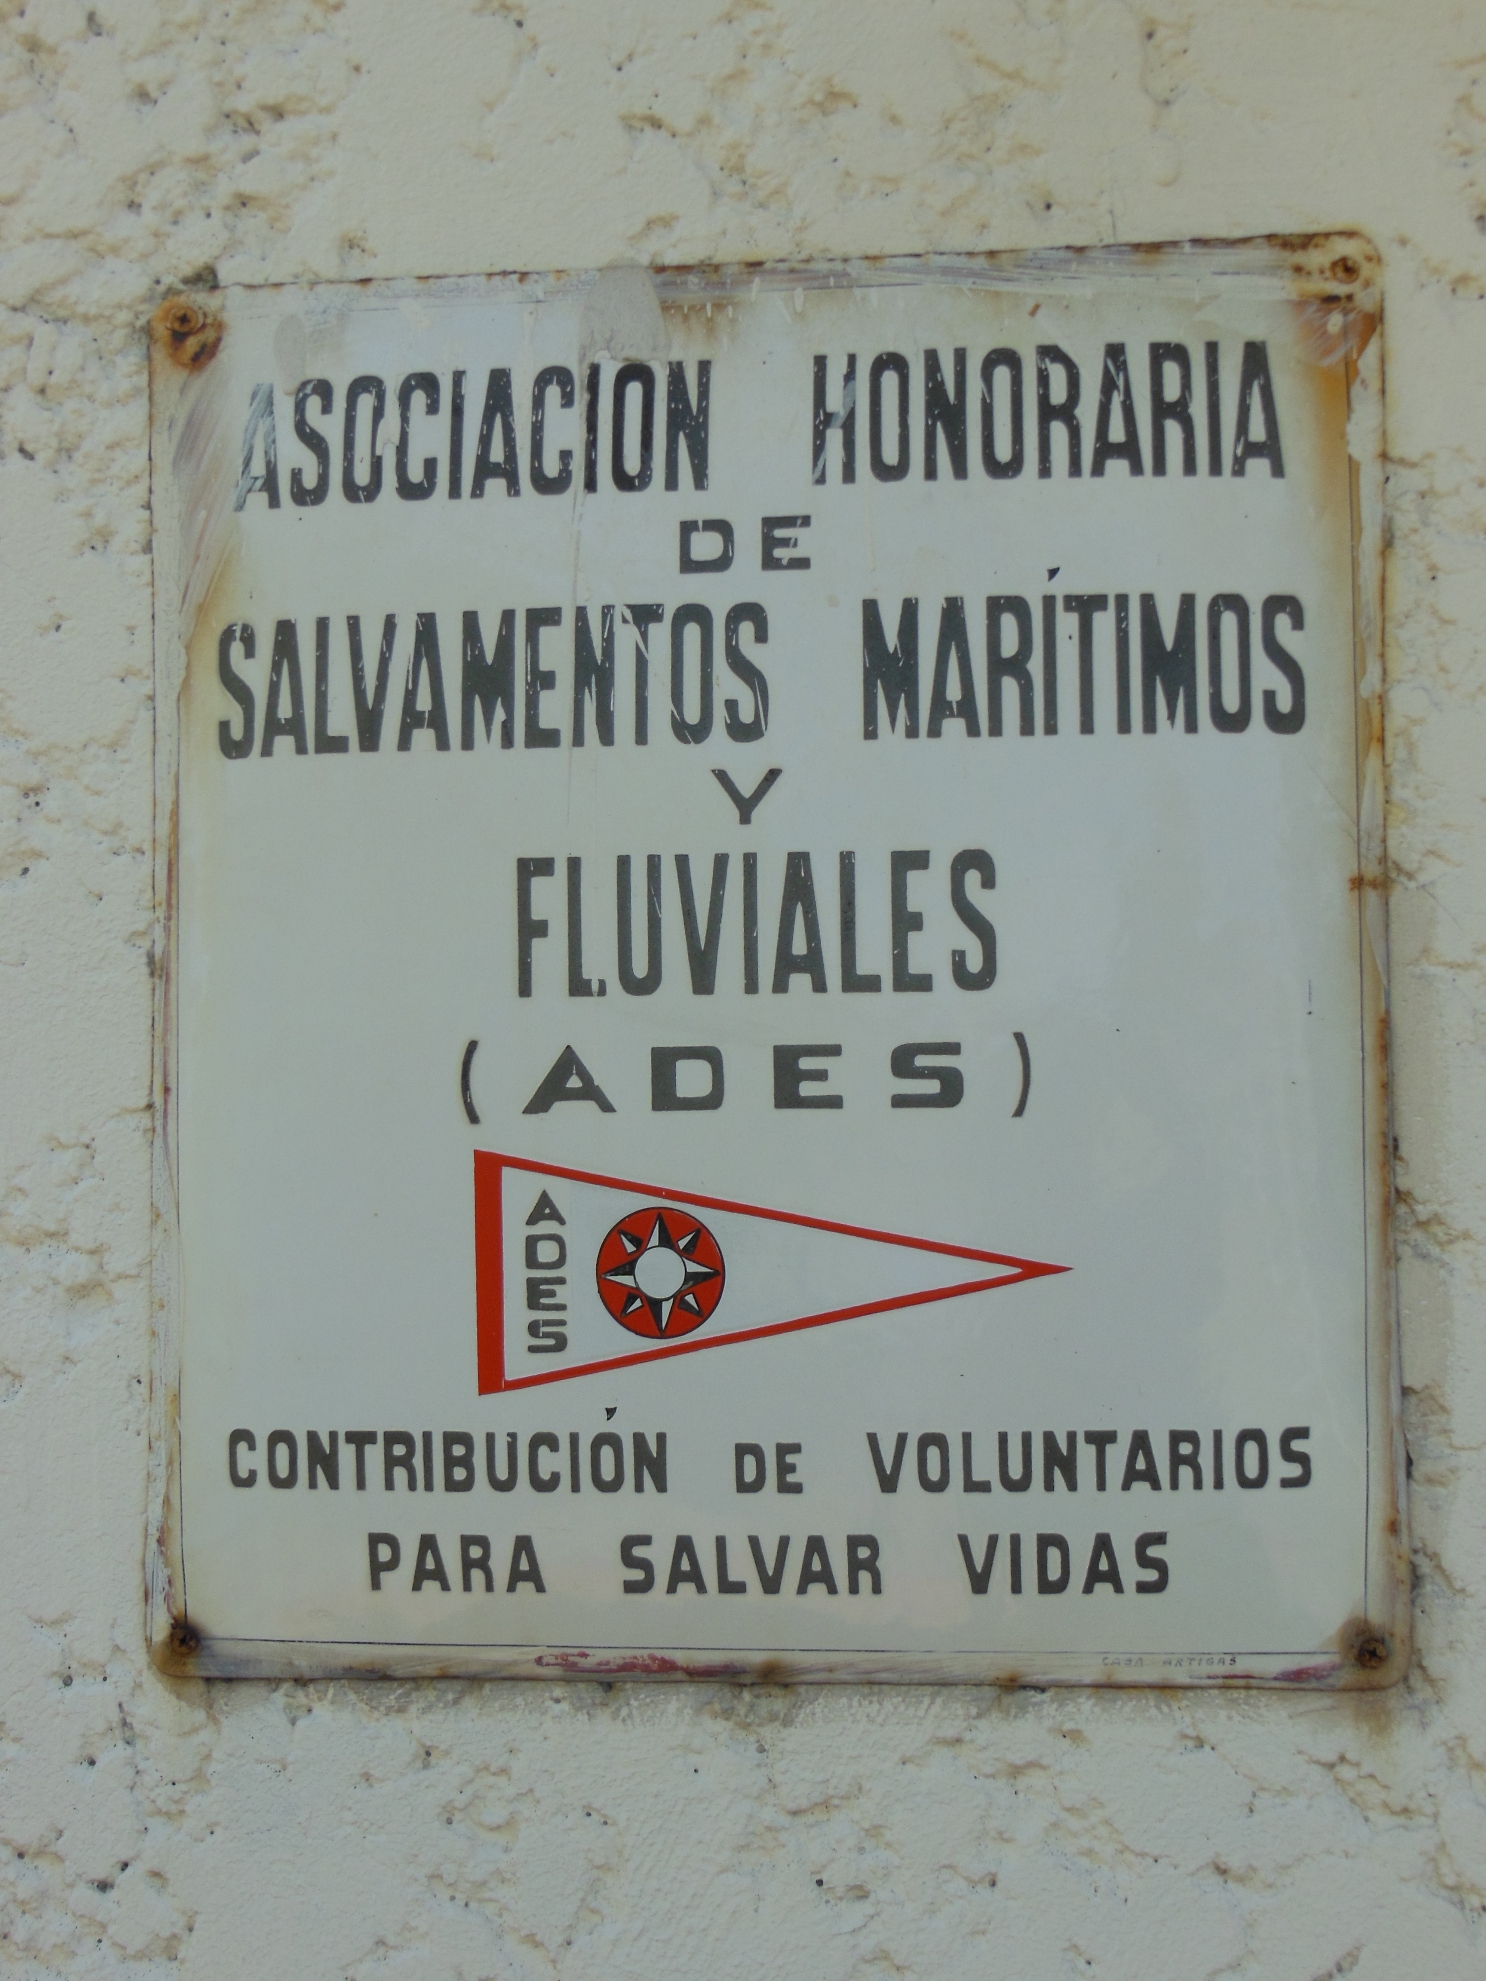 ASOCIACION HONORARIA
DE
SALVAMENTOS MARÍTIMOS
Y
FLUVIALES
(ADES)
ADES
CONTRIBUCIÓN DE VOLUNTARIOS
PARA SALVAR VIDAS
CASA ARTIGAS